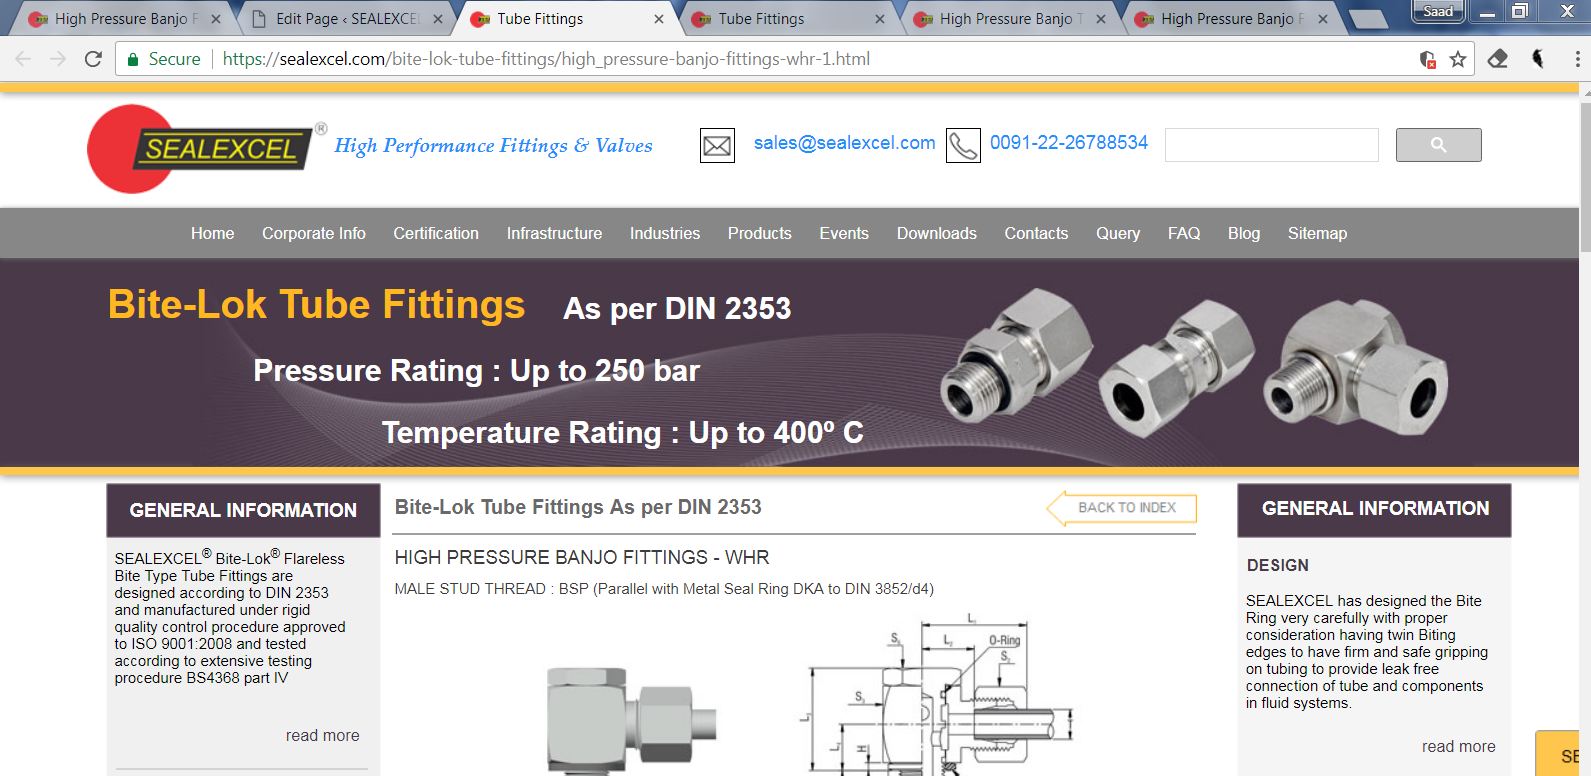 High Pressure Banjo F
Edit Page ‹ SEALEXCEL
Tube Fittings
Tube Fittings
High Pressure Banjo T
High Pressure Banjo F
Saad
Secure
https://sealexcel.com/bite-lok-tube-fittings/high_pressure-banjo-fittings-whr-1.html
SEALEXCEL ®
High Performance Fittings & Valves
sales@sealexcel.com
0091-22-26788534
Home Corporate Info Certification Infrastructure Industries Products Events Downloads Contacts Query FAQ Blog Sitemap
Bite-Lok Tube Fittings As per DIN 2353
Pressure Rating : Up to 250 bar
Temperature Rating : Up to 400º C
GENERAL INFORMATION
SEALEXCEL® Bite-Lok® Flareless
Bite Type Tube Fittings are
designed according to DIN 2353
and manufactured under rigid
quality control procedure approved
to ISO 9001:2008 and tested
according to extensive testing
procedure BS4368 part IV
read more
Bite-Lok Tube Fittings As per DIN 2353
BACK TO INDEX
HIGH PRESSURE BANJO FITTINGS - WHR
MALE STUD THREAD : BSP (Parallel with Metal Seal Ring DKA to DIN 3852/d4)
O-Ring
H
GENERAL INFORMATION
DESIGN
SEALEXCEL has designed the Bite
Ring very carefully with proper
consideration having twin Biting
edges to have firm and safe gripping
on tubing to provide leak free
connection of tube and components
in fluid systems.
read more
SE